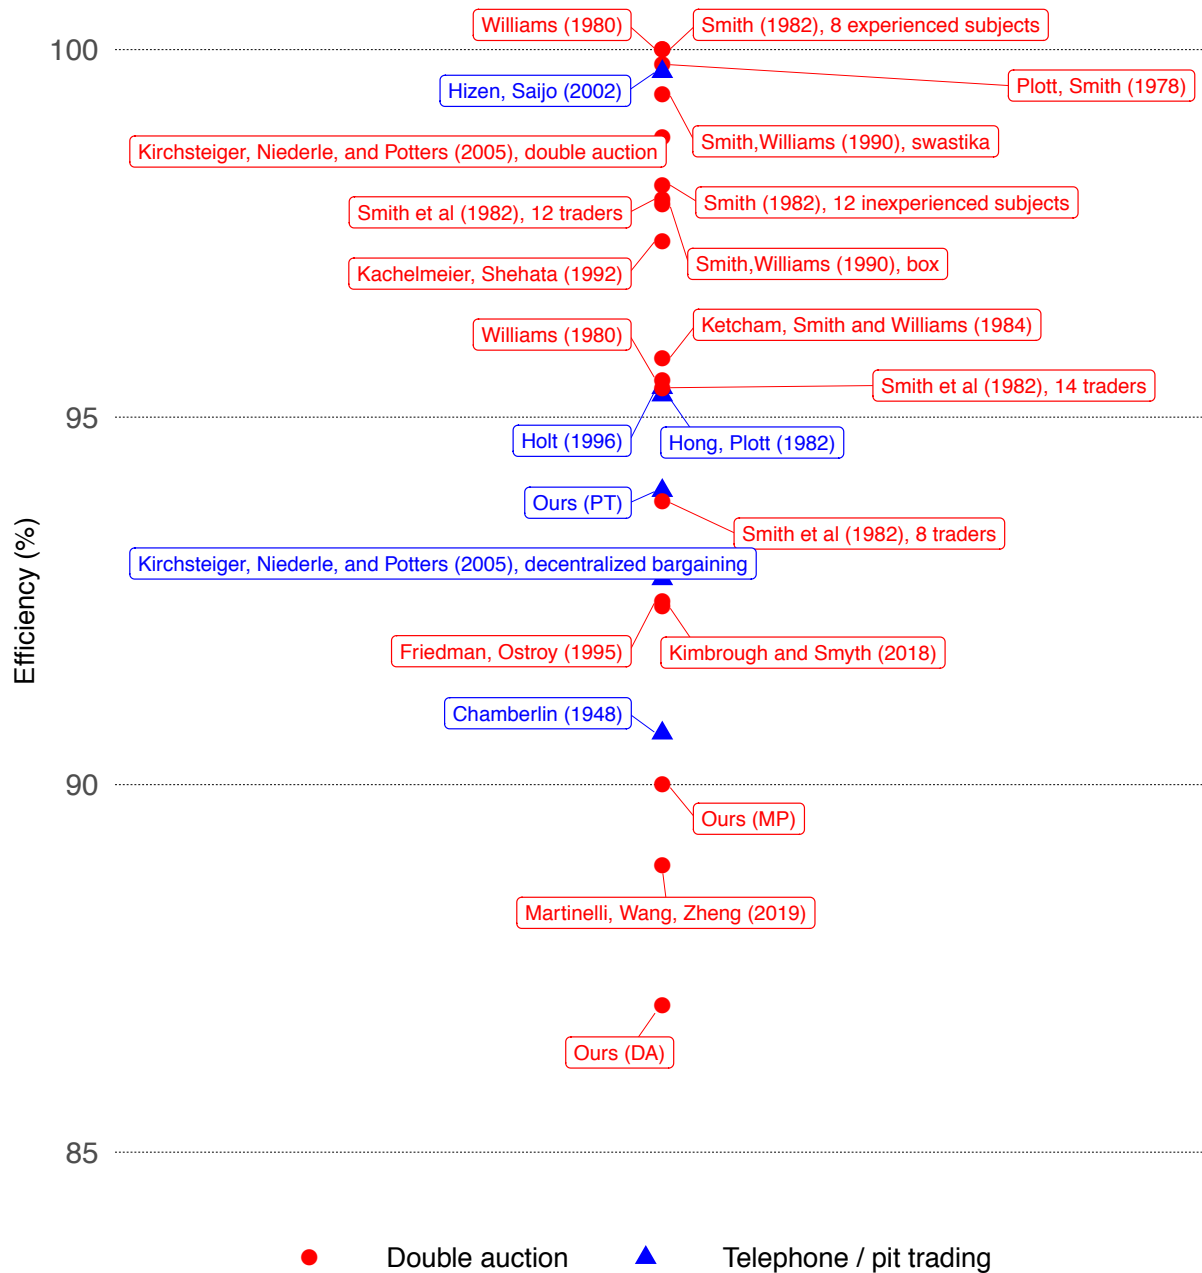 Williams (1980)
Smith (1982), 8 experienced subjects
100
Plott, Smith (1978)
Hizen, Saijo (2002)
Smith,Williams (1990), swastika
Kirchsteiger, Niederle, and Potters (2005), double auction
Smith (1982), 12 inexperienced subjects
Smith et al (1982), 12 traders
Smith,Williams (1990), box
Kachelmeier, Shehata (1992)
Ketcham, Smith and Williams (1984)
Williams (1980)
Smith et al (1982), 14 traders
95
Holt (1996)
Hong, Plott (1982)
Ours (PT)
Smith et al (1982), 8 traders
Kirchsteiger, Niederle, and Potters (2005), decentralized bargaining
Efficiency (%)
Friedman, Ostroy (1995)
Kimbrough and Smyth (2018)
Chamberlin (1948)
90
Ours (MP)
Martinelli, Wang, Zheng (2019)
Ours (DA)
85
Double auction
Telephone / pit trading